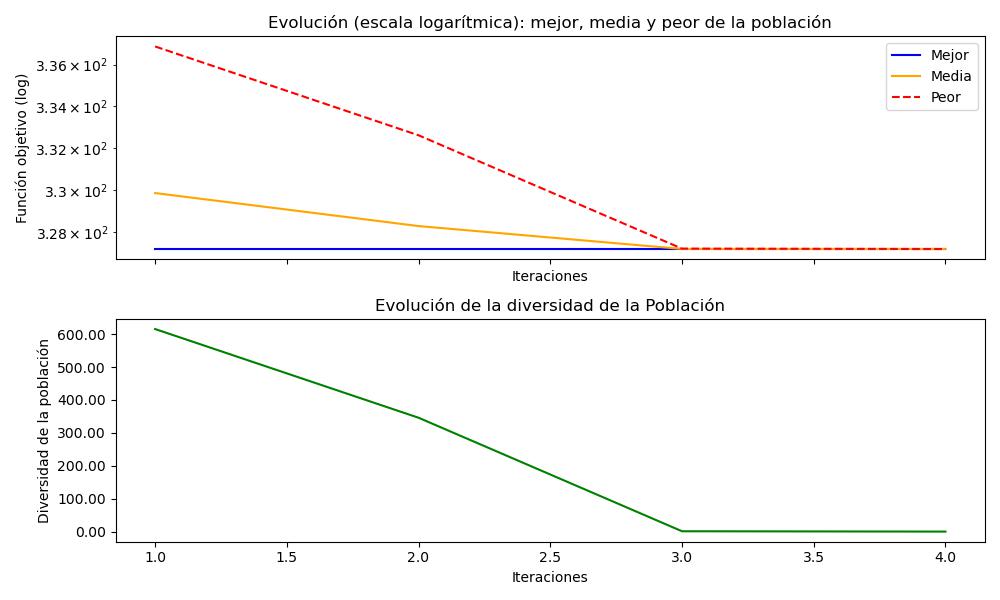 Evolución (escala logarítmica): mejor, media y peor de la población
Función objetivo (log)
3.36 × 10²
3.34 × 10²
3.32 × 10²
3.3 × 10²
3.28 × 10²
Mejor
Media
Peor
Iteraciones
Evolución de la diversidad de la Población
Diversidad de la población
600.00
500.00
400.00
300.00
200.00
100.00
0.00
1.0 1.5 2.0 2.5 3.0 3.5 4.0
Iteraciones